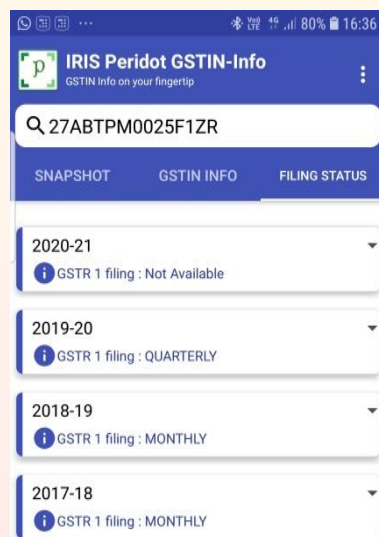 80% 16:36
IRIS Peridot GSTIN-Info
GSTIN Info on your fingertip
27ABTPM0025F1ZR
SNAPSHOT GSTIN INFO FILING STATUS
2020-21
GSTR 1 filing : Not Available
2019-20
GSTR 1 filing : QUARTERLY
2018-19
GSTR 1 filing : MONTHLY
2017-18
GSTR 1 filing : MONTHLY